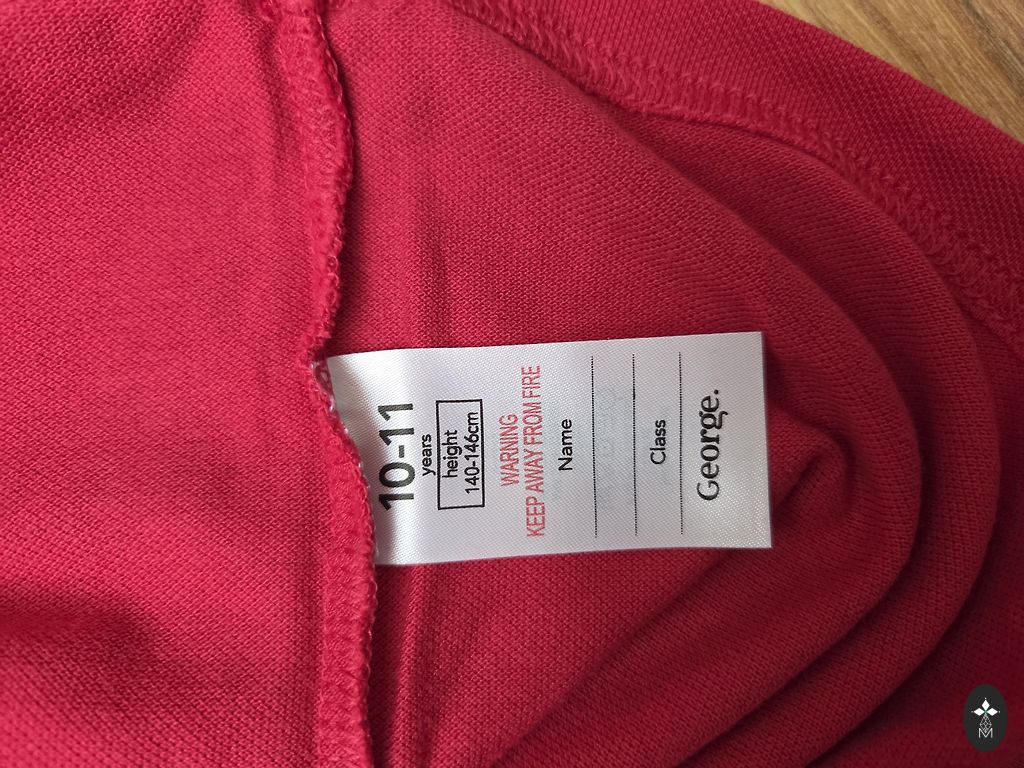 10-11
years
height
140-146cm
WARNING
KEEP AWAY FROM FIRE
Name
Class
George.
M